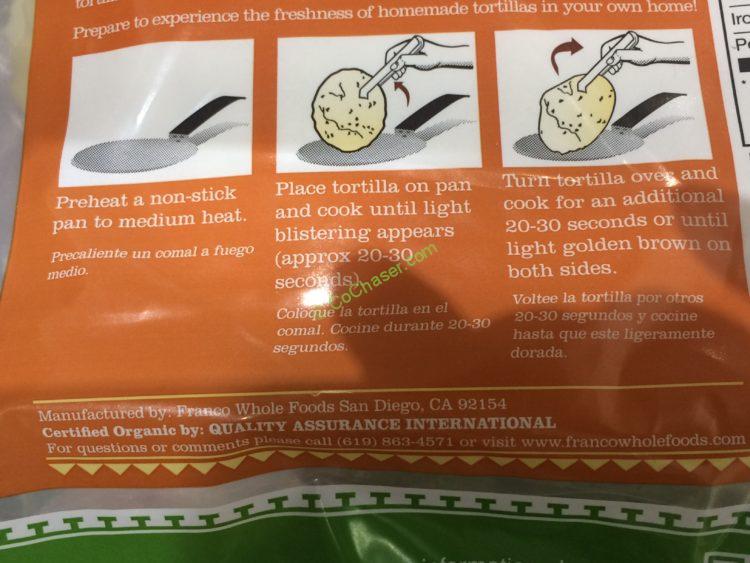 Prepare to experience the freshness of homemade tortillas in your own home!
Iro
Preheat a non-stick
pan to medium heat.
Precaliente un comal a fuego
medio.
Place tortilla on pan
and cook until light
blistering appears
(approx 20-30
seconds)
Coloque la tortilla en el
comal. Cocine durante 20-30
segundos.
Turn tortilla over and
cook for an additional
20-30 seconds or until
light golden brown on
both sides.
Voltee la tortilla por otros
20-30 segundos y cocine
hasta que este ligeramente
dorada.
CoChaser.com
Manufactured by: Franco Whole Foods San Diego, CA 92154
Certified Organic by: QUALITY ASSURANCE INTERNATIONAL
For questions or comments please call (619) 863-4571 or visit www.francowholefoods.com